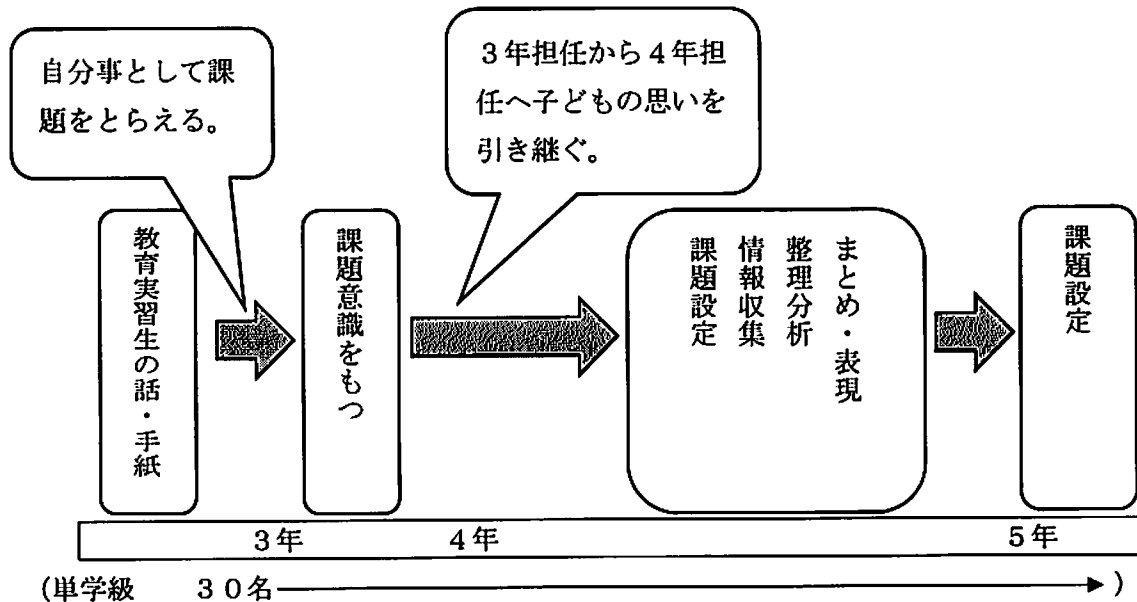 自分事として課
題をとらえる。
3年担任から4年担
任へ子どもの思いを
引き継ぐ。
教育実習生の話・手紙
課題意識をもつ
課題設定
情報収集
整理分析
まとめ・表現
課題設定
3年
4年
5年
(単学級 30名 )